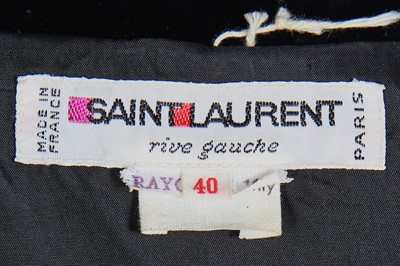 MADE IN
FRANCE
SAINT LAURENT
rive gauche
PARIS
40